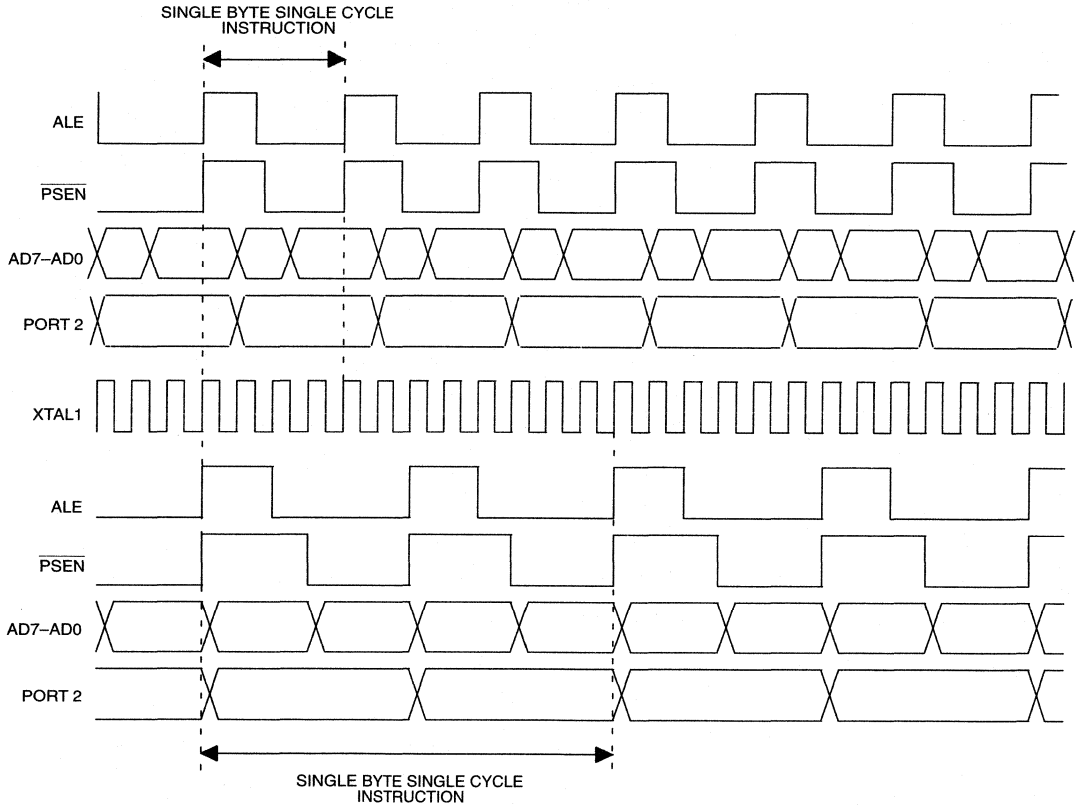 SINGLE BYTE SINGLE CYCLE
INSTRUCTION
ALE
PSEN
AD7–AD0
PORT 2
XTAL1
ALE
PSEN
AD7–AD0
PORT 2
SINGLE BYTE SINGLE CYCLE
INSTRUCTION